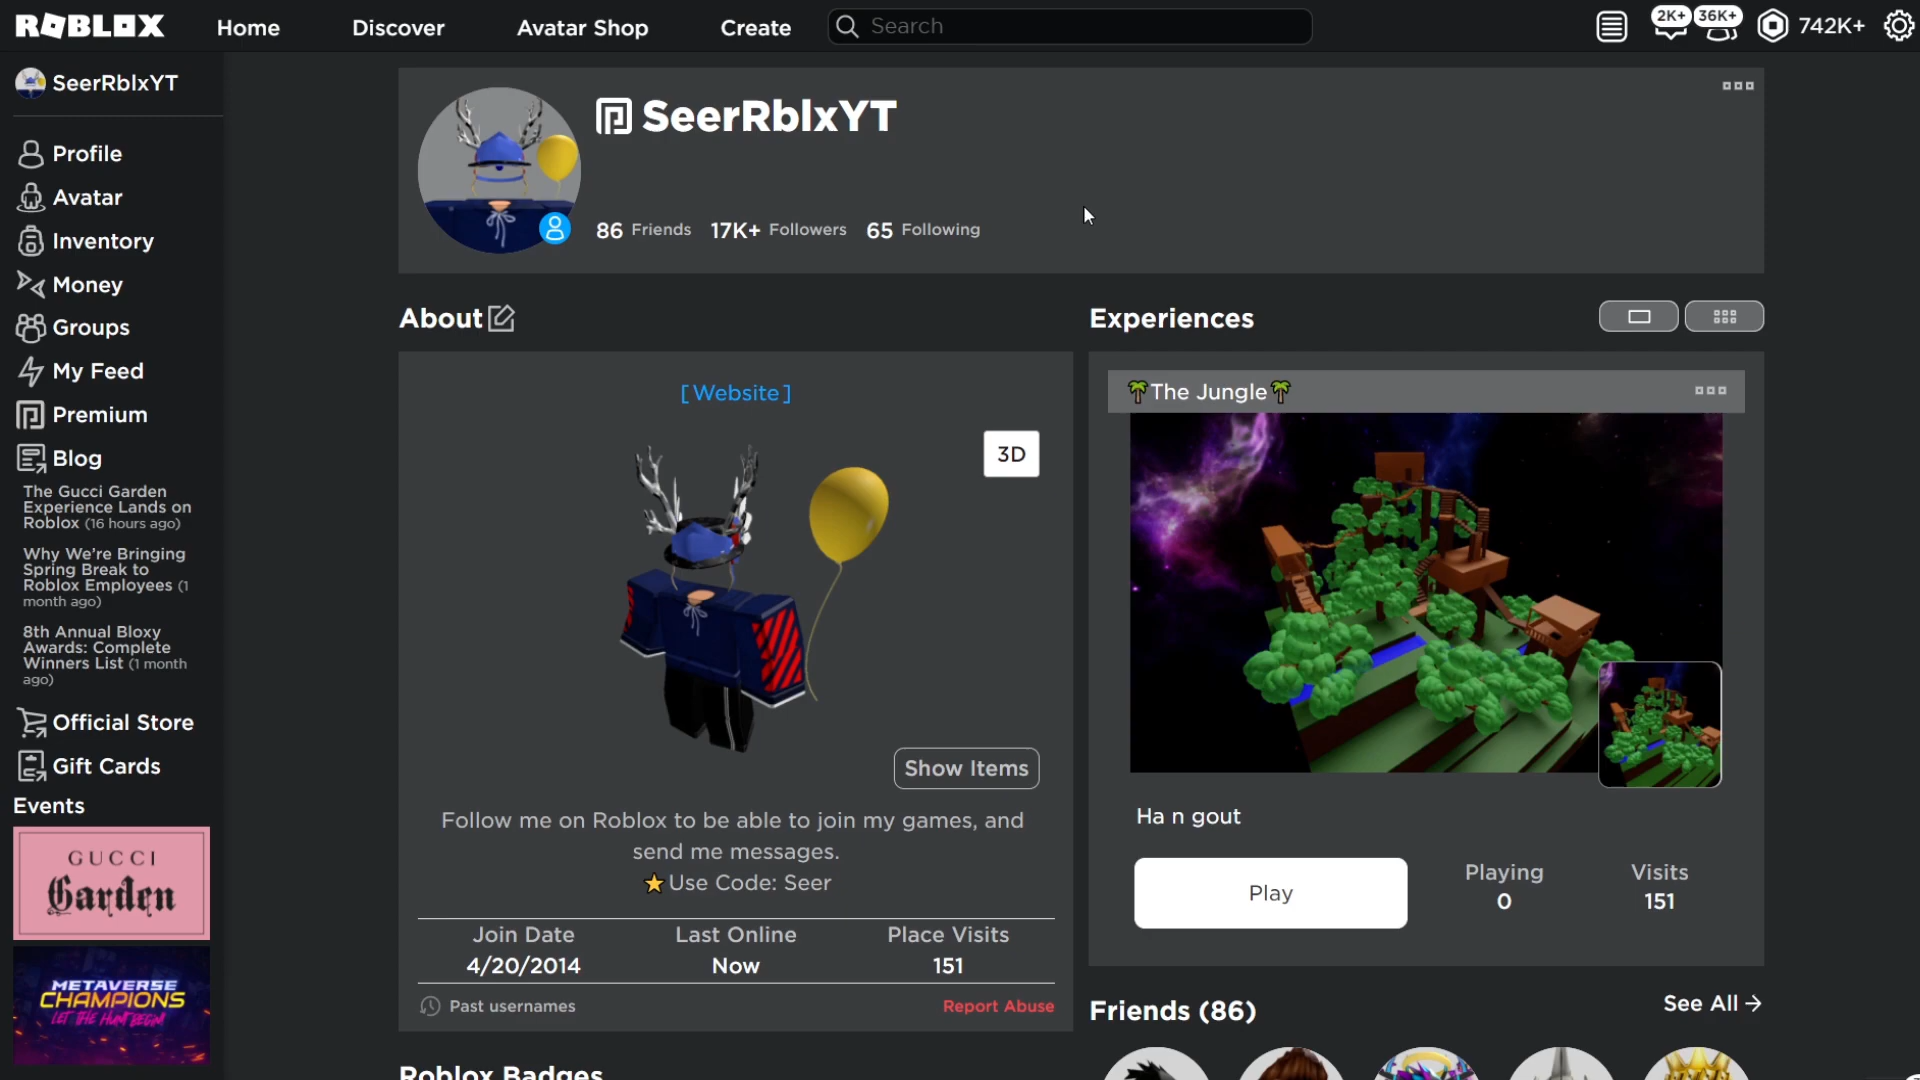 ROBLOX
Home
Discover
Avatar Shop
Create
Search
2K+
36K+
742K+
SeerRblxYT
Profile
Avatar
Inventory
Money
Groups
My Feed
Premium
Blog
The Gucci Garden
Experience Lands on
Roblox (16 hours ago)
Why We're Bringing
Spring Break to
Roblox Employees (1
month ago)
8th Annual Bloxy
Awards: Complete
Winners List (1 month
ago)
Official Store
Gift Cards
Events
GUCCI
Garden
METAVERSE
CHAMPIONS
LET THE HUNT BEGIN!
SeerRblxYT
86 Friends 17K+ Followers 65 Following
About
[Website]
3D
Show Items
Follow me on Roblox to be able to join my games, and
send me messages.
⭐Use Code: Seer
Join Date
4/20/2014
Last Online
Now
Place Visits
151
Past usernames
Report Abuse
Roblox Badges
Experiences
🌴The Jungle🌴
Ha n gout
Play
Playing
0
Visits
151
Friends (86)
See All →